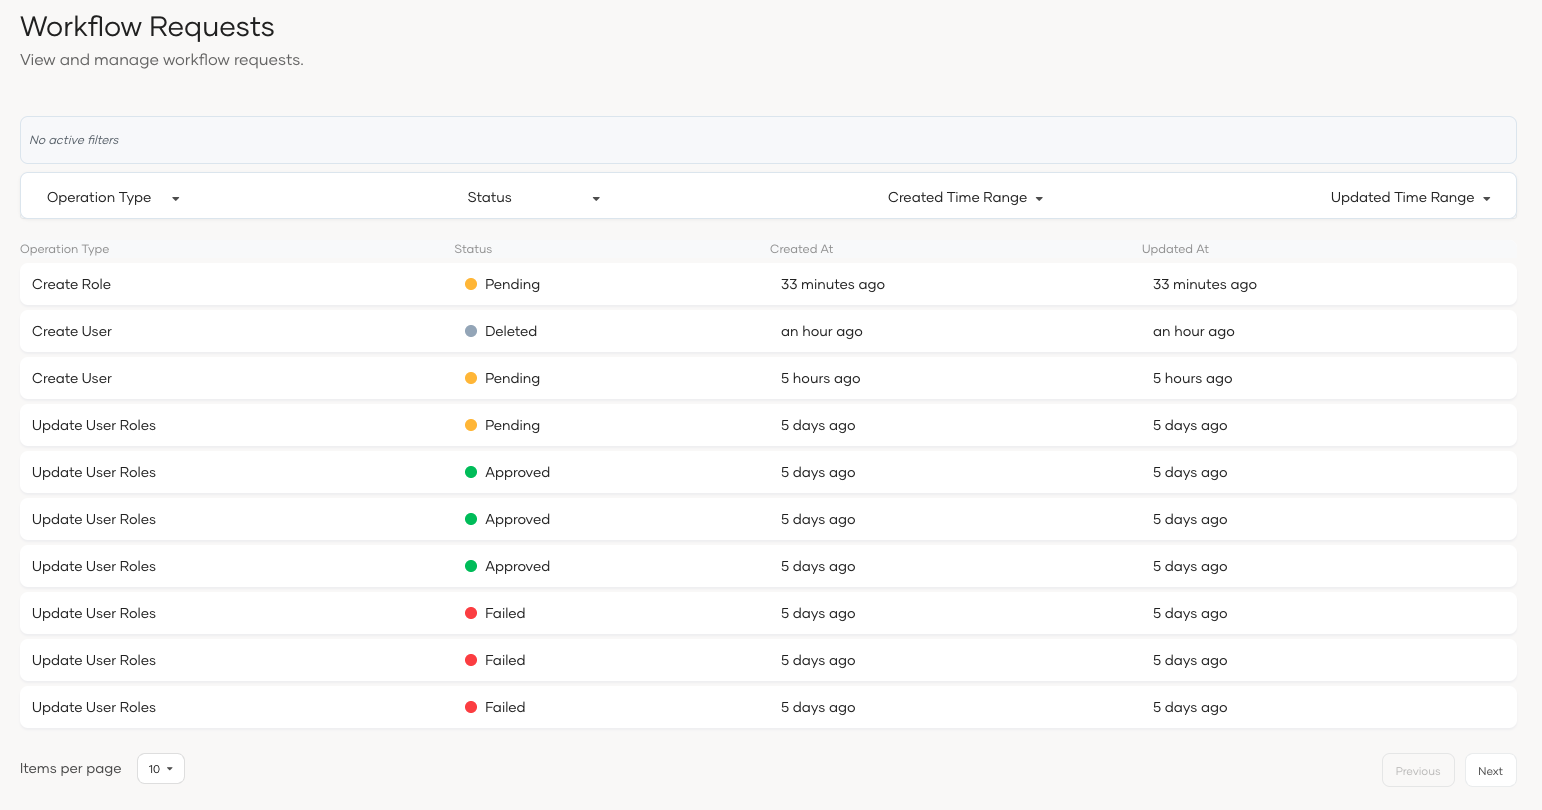 Workflow Requests
View and manage workflow requests.
No active filters
Operation Type Status Created Time Range Updated Time Range
Operation Type Status Created At Updated At
Create Role Pending 33 minutes ago 33 minutes ago
Create User Deleted an hour ago an hour ago
Create User Pending 5 hours ago 5 hours ago
Update User Roles Pending 5 days ago 5 days ago
Update User Roles Approved 5 days ago 5 days ago
Update User Roles Approved 5 days ago 5 days ago
Update User Roles Approved 5 days ago 5 days ago
Update User Roles Failed 5 days ago 5 days ago
Update User Roles Failed 5 days ago 5 days ago
Update User Roles Failed 5 days ago 5 days ago
Items per page 10 Previous Next